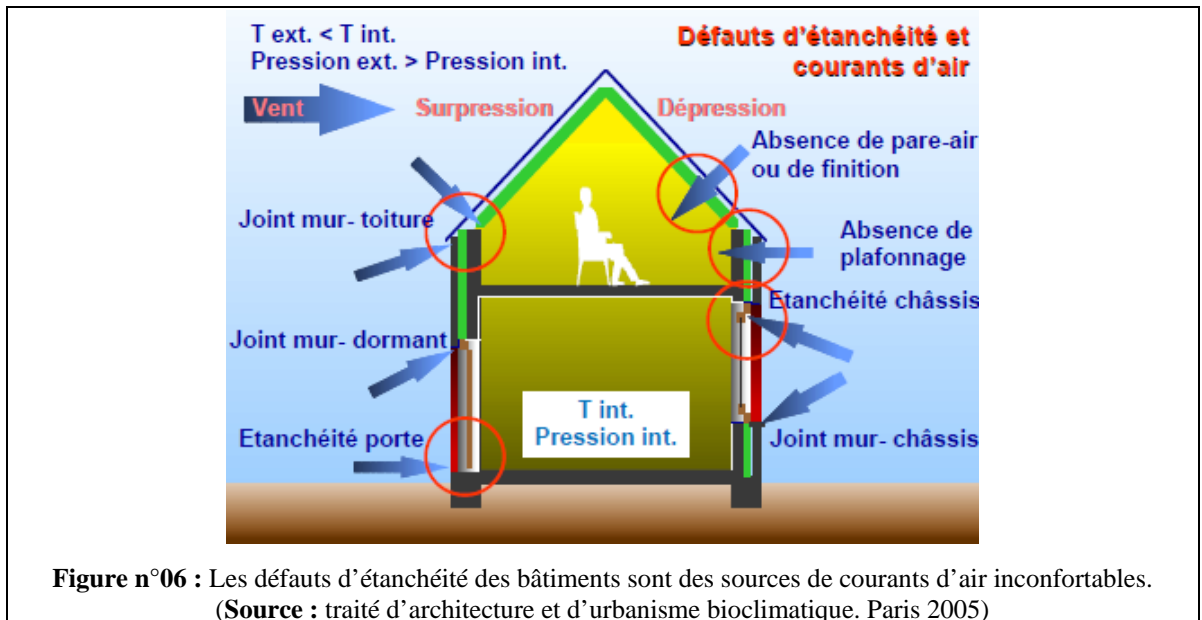 T ext. < T int.
Pression ext. > Pression int.
Défauts d'étanchéité et
courants d'air
Vent
Surpression
Dépression
Absence de pare-air
ou de finition
Joint mur- toiture
Absence de
plafonnage
Etanchéité châssis
Joint mur- dormant
T int.
Pression int.
Etanchéité porte
Joint mur- châssis
Figure n°06 : Les défauts d'étanchéité des bâtiments sont des sources de courants d'air inconfortables.
(Source : traité d'architecture et d'urbanisme bioclimatique. Paris 2005)